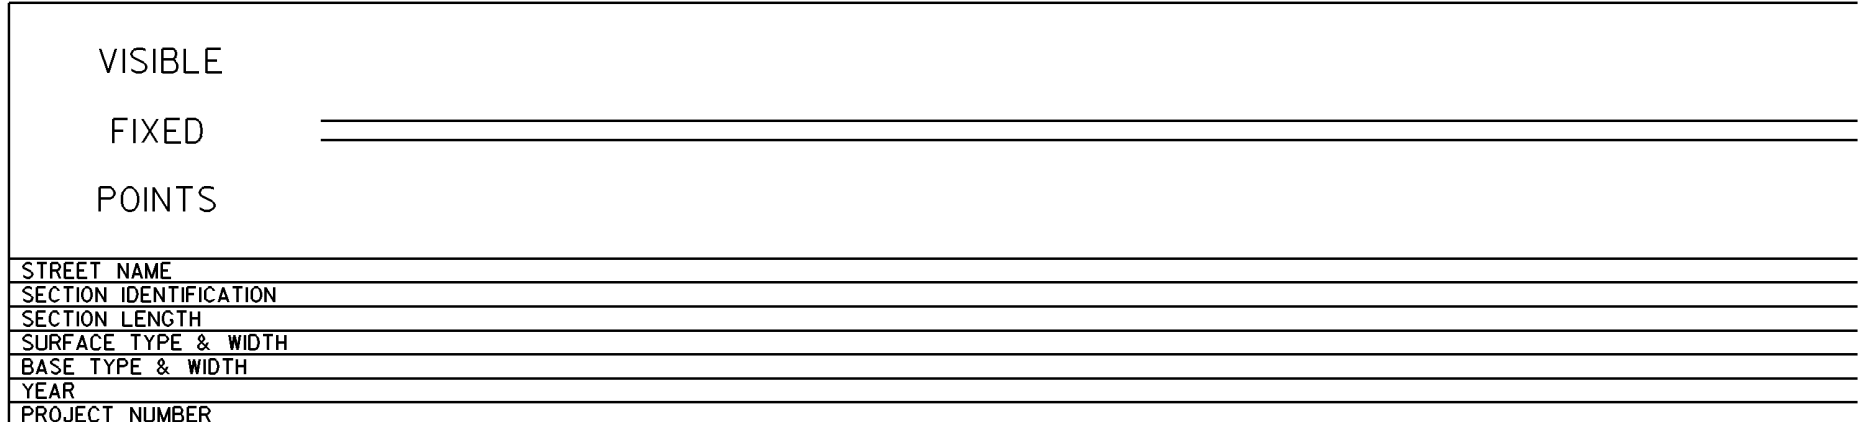 VISIBLE
FIXED
POINTS
STREET NAME
SECTION IDENTIFICATION
SECTION LENGTH
SURFACE TYPE & WIDTH
BASE TYPE & WIDTH
YEAR
PROJECT NUMBER